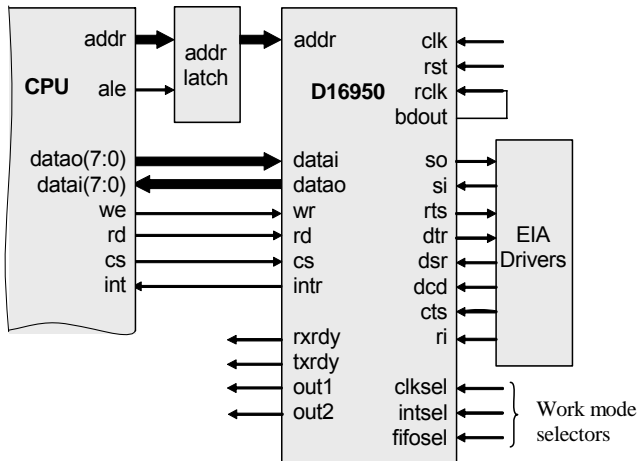 addr
CPU
ale
datao(7:0)
datai(7:0)
we
rd
cs
int
addr
latch
addr
D16950
datai
datao
wr
rd
cs
intr
rxrdy
txrdy
out1
out2
clk
rst
rclk
bdout
so
si
rts
dtr
dsr
dcd
cts
ri
clksel
intsel
fifosel
EIA
Drivers
Work mode
selectors